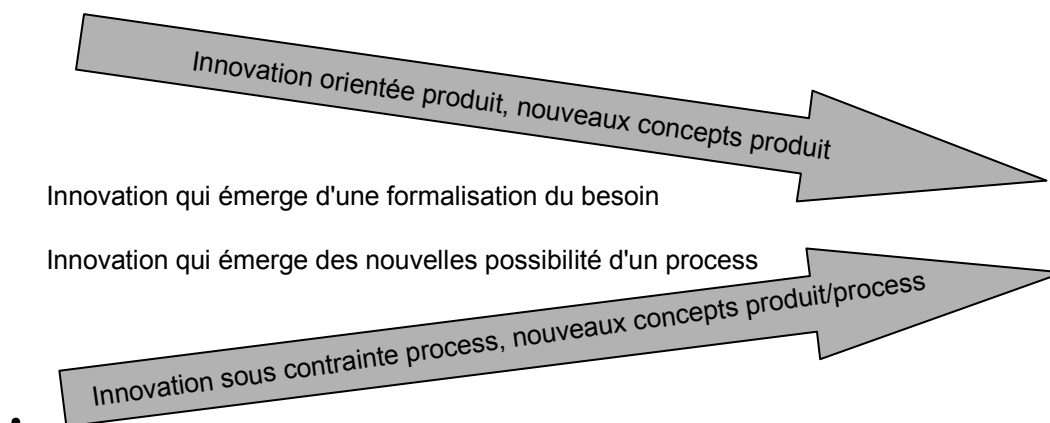 Innovation orientée produit, nouveaux concepts produit
Innovation qui émerge d'une formalisation du besoin
Innovation qui émerge des nouvelles possibilité d'un process
Innovation sous contrainte process, nouveaux concepts produit/process